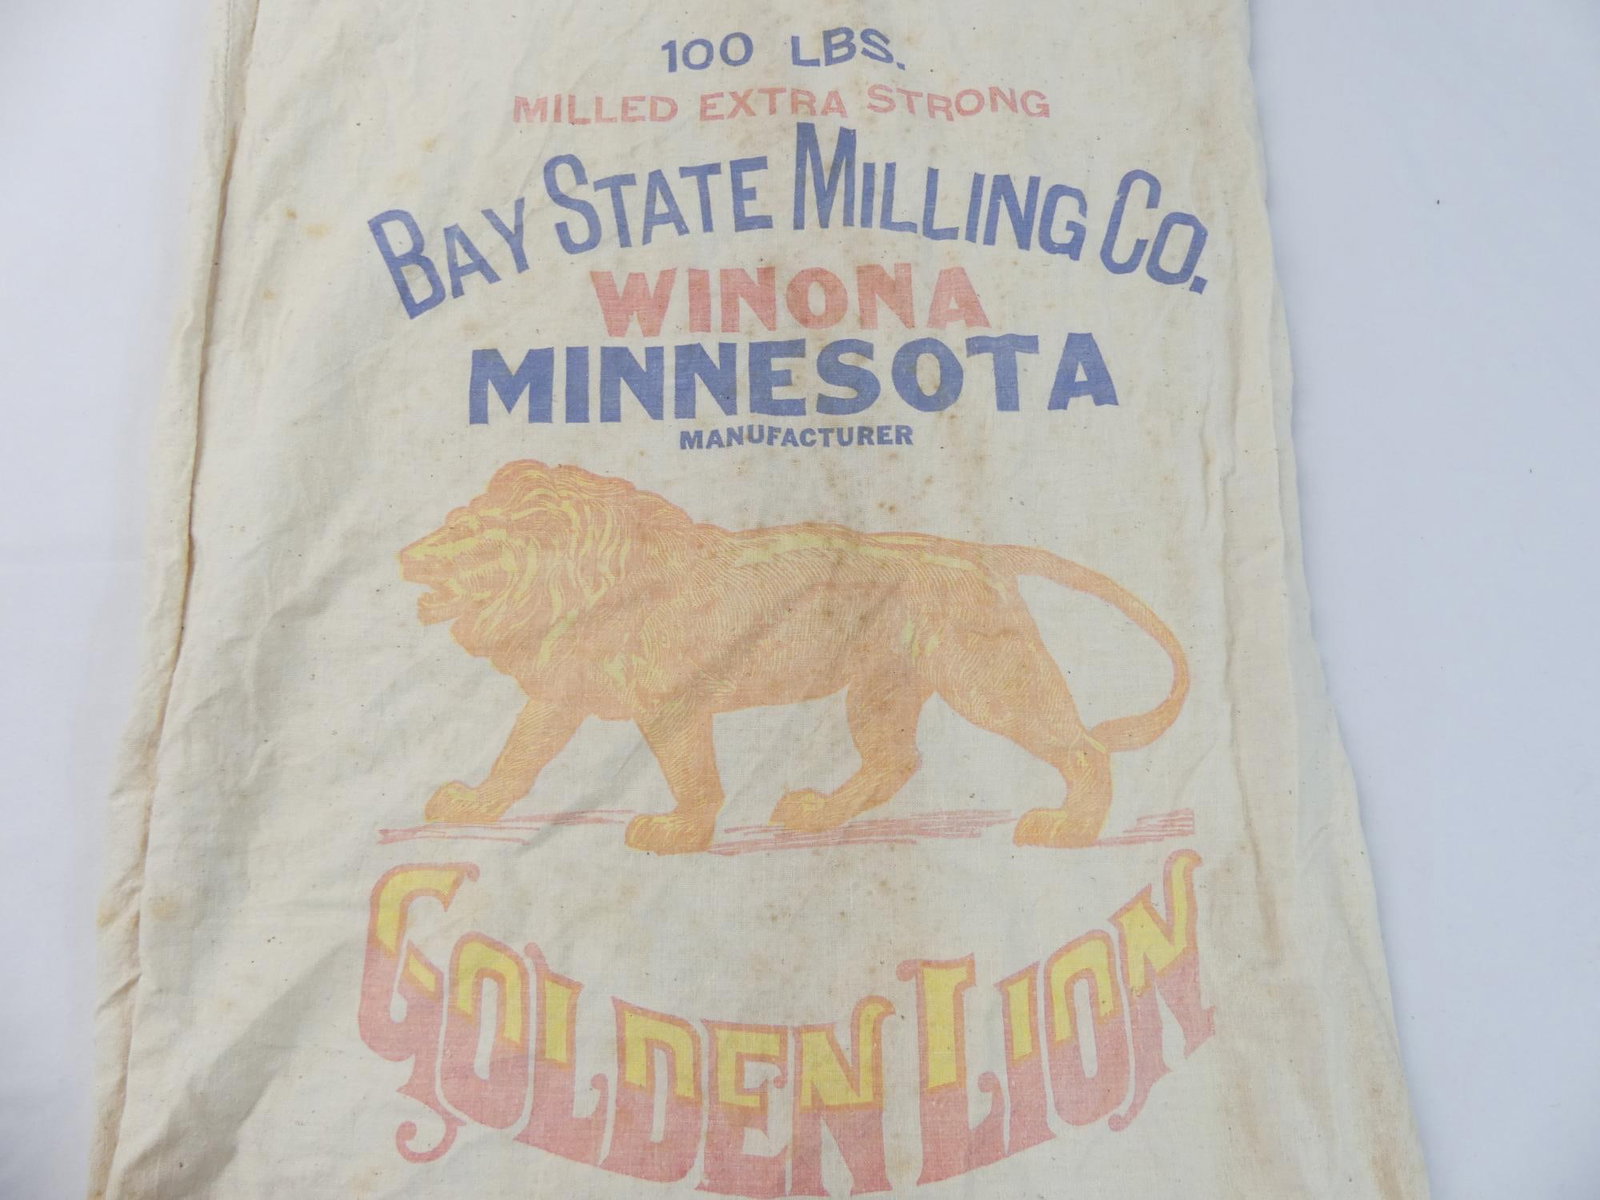 100 LBS.
MILLED EXTRA STRONG
BAY STATE MILLING CO.
WINONA
MINNESOTA
MANUFACTURER
GOLDEN LION